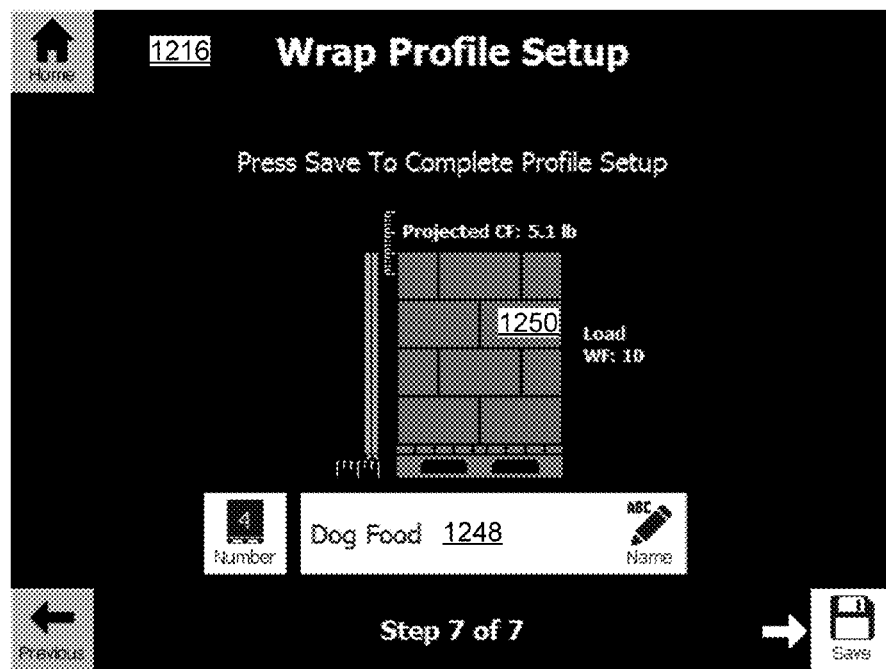 Home
1216 Wrap Profile Setup
Press Save To Complete Profile Setup
Projected CF: 5.1 lb
1250
Load
WF: 10
4
Number
Dog Food 1248
ABC
Name
Previous
Step 7 of 7
Save